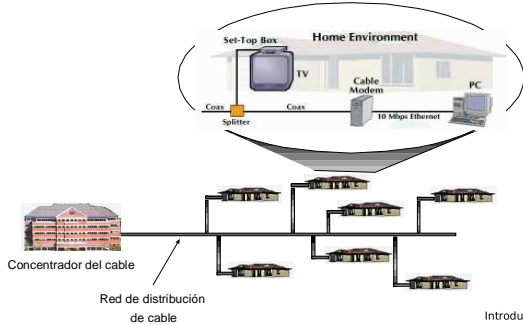 Home Environment
Set-Top Box
TV
Cable
Modem
PC
Coax
Coax
Splitter
10 Mbps Ethernet
Concentrador del cable
Red de distribución
de cable
Introdu